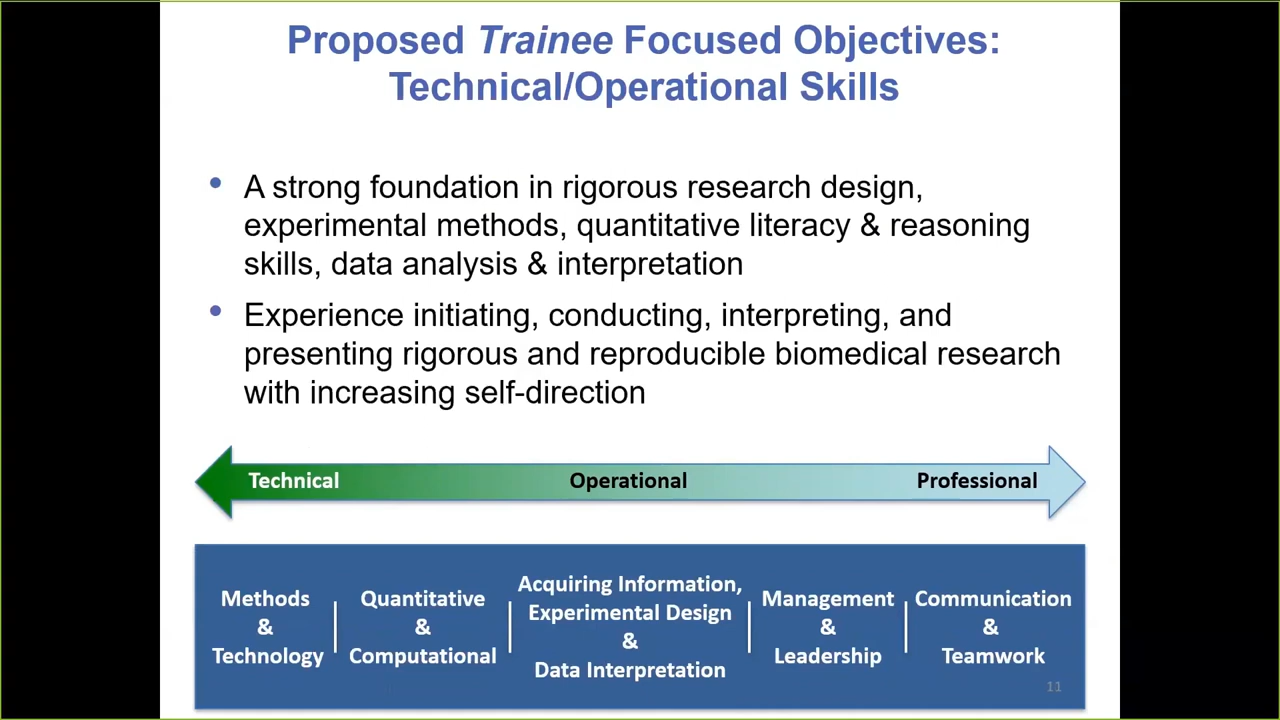 Proposed Trainee Focused Objectives:
Technical/Operational Skills
• A strong foundation in rigorous research design,
experimental methods, quantitative literacy & reasoning
skills, data analysis & interpretation
• Experience initiating, conducting, interpreting, and
presenting rigorous and reproducible biomedical research
with increasing self-direction
Technical
Operational
Professional
Methods
&
Technology
Quantitative
&
Computational
Acquiring Information,
Experimental Design
&
Data Interpretation
Management
&
Leadership
Communication
&
Teamwork
11